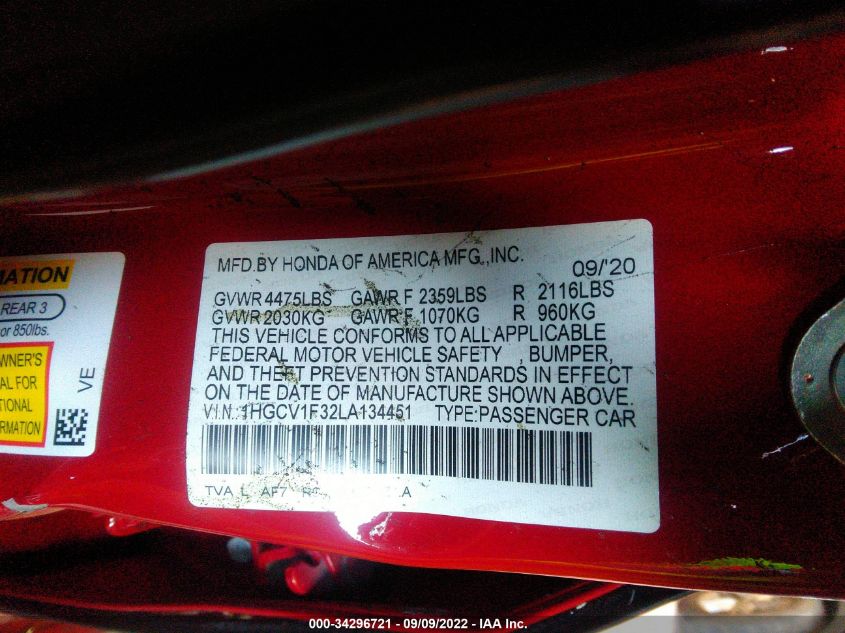 MATION
REAR 3
or 850lbs.
WNER'S
AL FOR
TIONAL
RMATION
VE
MFD.BY HONDA OF AMERICA MFG.,INC. 09/'20
GVWR 4475LBS GAWR F 2359LBS R 2116LBS
GVWR 2030KG GAWR F 1070KG R 960KG
THIS VEHICLE CONFORMS TO ALL APPLICABLE
FEDERAL MOTOR VEHICLE SAFETY , BUMPER,
AND THEFT PREVENTION STANDARDS IN EFFECT
ON THE DATE OF MANUFACTURE SHOWN ABOVE.
V.I.N.:1HGCV1F32LA134451 TYPE:PASSENGER CAR
TVA L AF7
000-34296721 - 09/09/2022 - IAA Inc.